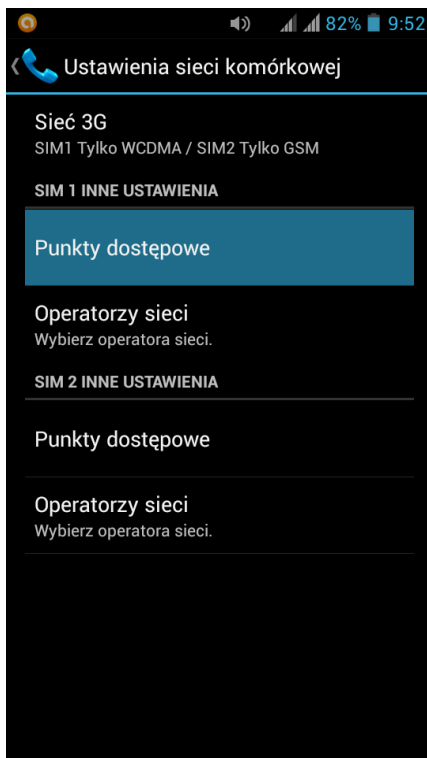 82% 9:52
Ustawienia sieci komórkowej
Sieć 3G
SIM1 Tylko WCDMA / SIM2 Tylko GSM
SIM 1 INNE USTAWIENIA
Punkty dostępowe
Operatorzy sieci
Wybierz operatora sieci.
SIM 2 INNE USTAWIENIA
Punkty dostępowe
Operatorzy sieci
Wybierz operatora sieci.